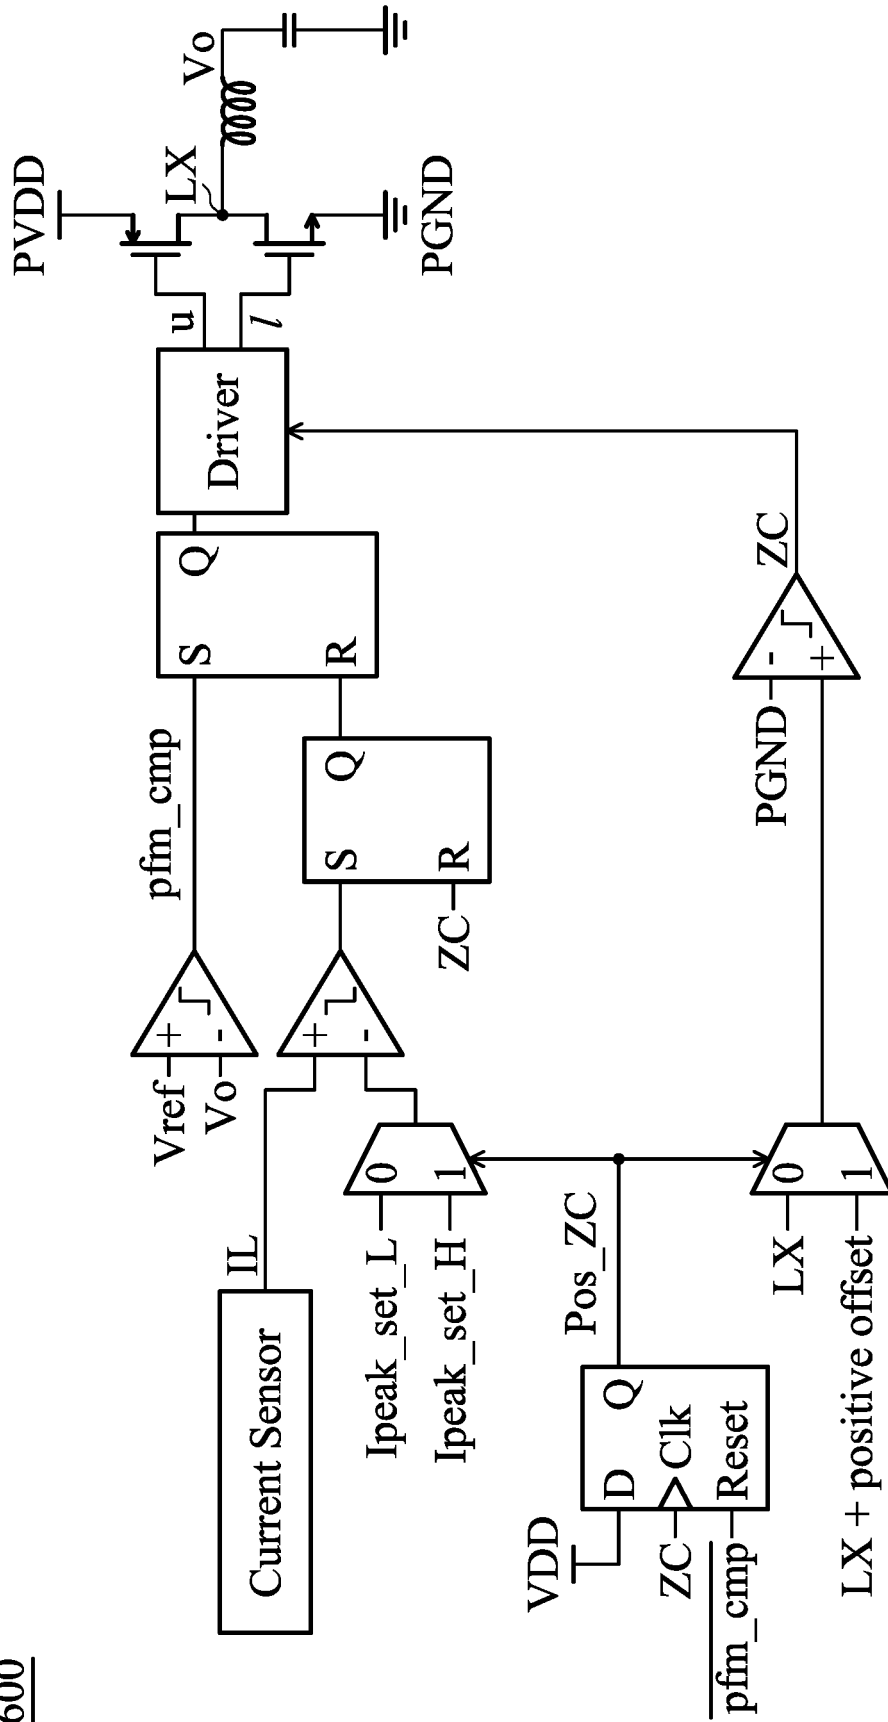 600
Current Sensor
IL
Vref
+
Vo
-
pfm_cmp
S
Q
R
Driver
u
l
PVDD
LX
Vo
PGND
Ipeak_set_L
0
Ipeak_set_H
1
+
-
S
Q
ZC
R
VDD
D
Q
ZC
Clk
pfm_cmp
Reset
Pos_ZC
LX
0
LX + positive offset
1
PGND
-
+
ZC